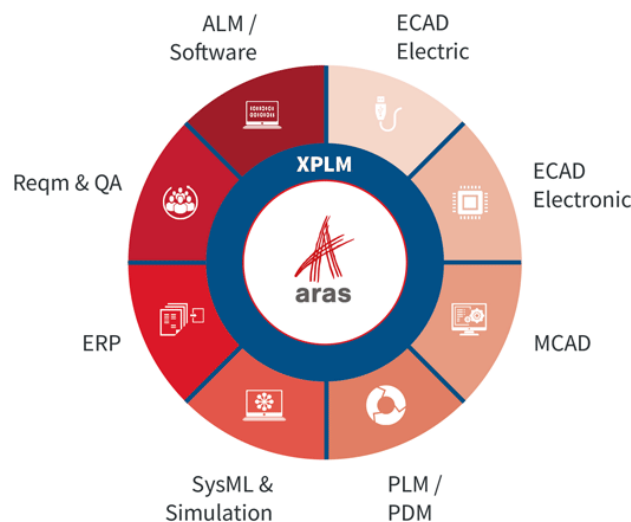 ALM /
Software
ECAD
Electric
XPLM
Reqm & QA
ECAD
Electronic
aras
ERP
MCAD
SysML &
Simulation
PLM /
PDM